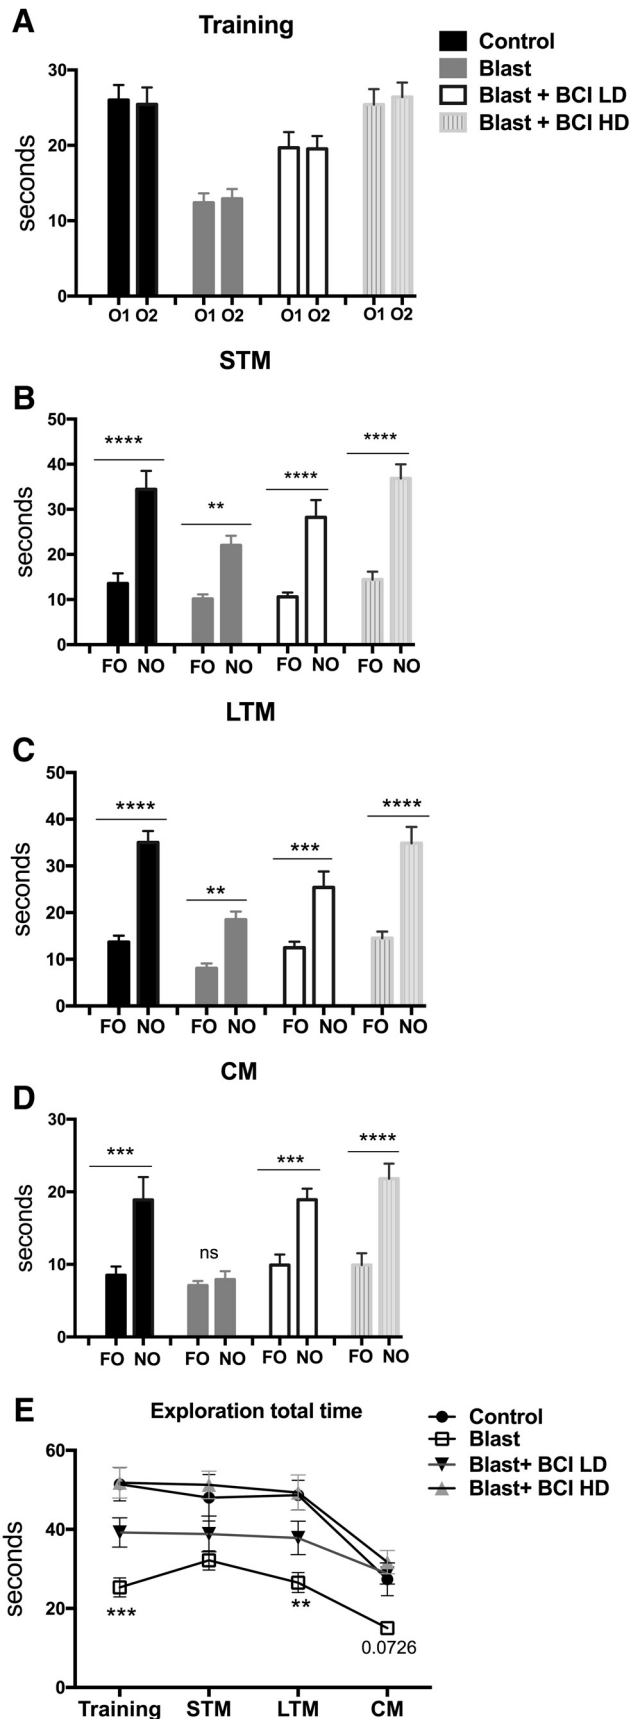 A
Training
Control
Blast
Blast + BCI LD
Blast + BCI HD
30
20
10
0
seconds
O1 O2 O1 O2 O1 O2 O1 O2
STM
B
50
40
30
20
10
0
seconds
**** ** **** ****
FO NO FO NO FO NO FO NO
LTM
C
50
40
30
20
10
0
seconds
**** ** *** ****
FO NO FO NO FO NO FO NO
CM
D
30
20
10
0
seconds
*** ns *** ****
FO NO FO NO FO NO FO NO
E
Exploration total time
Control
Blast
Blast+ BCI LD
Blast+ BCI HD
60
40
20
0
seconds
*** **
0.0726
Training STM LTM CM